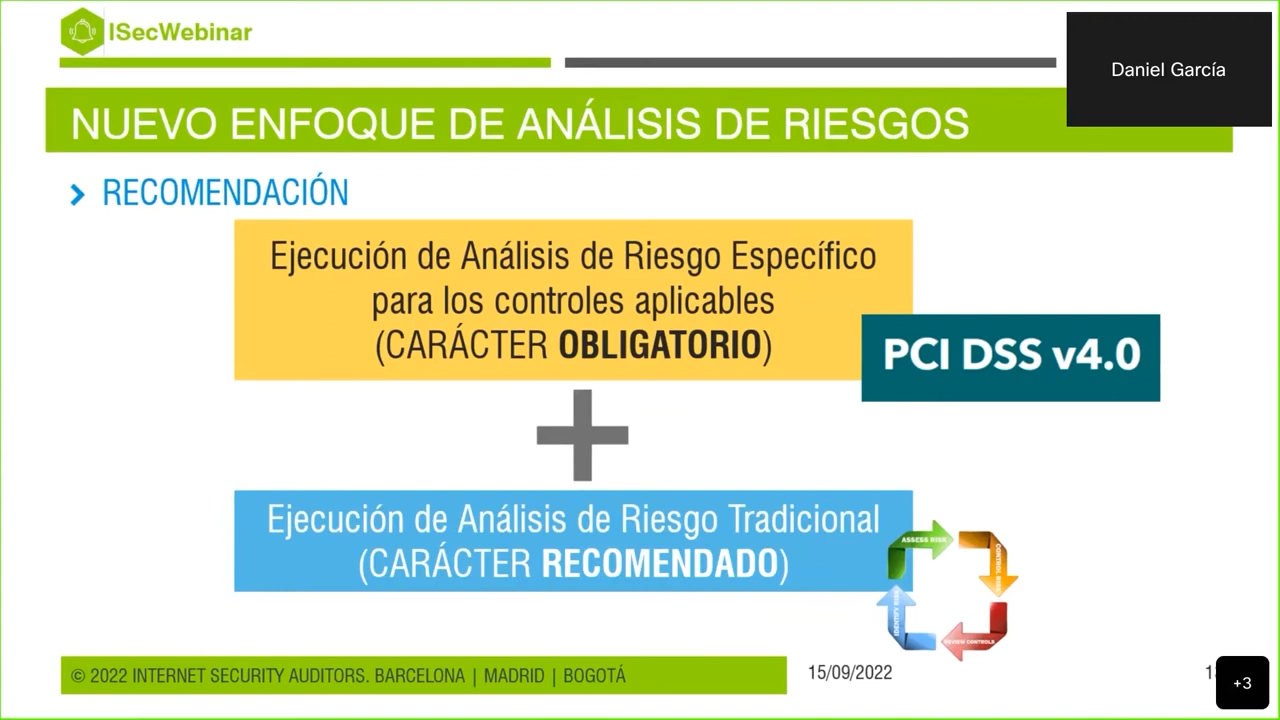 ISecWebinar
Daniel García
NUEVO ENFOQUE DE ANÁLISIS DE RIESGOS
RECOMENDACIÓN
Ejecución de Análisis de Riesgo Específico
para los controles aplicables
(CARÁCTER OBLIGATORIO)
PCI DSS v4.0
Ejecución de Análisis de Riesgo Tradicional
(CARÁCTER RECOMENDADO)
ASSESS RISK
CONTROL RISK
REVIEW CONTROLS
IDENTIFY RISK
© 2022 INTERNET SECURITY AUDITORS. BARCELONA | MADRID | BOGOTÁ
15/09/2022
+3